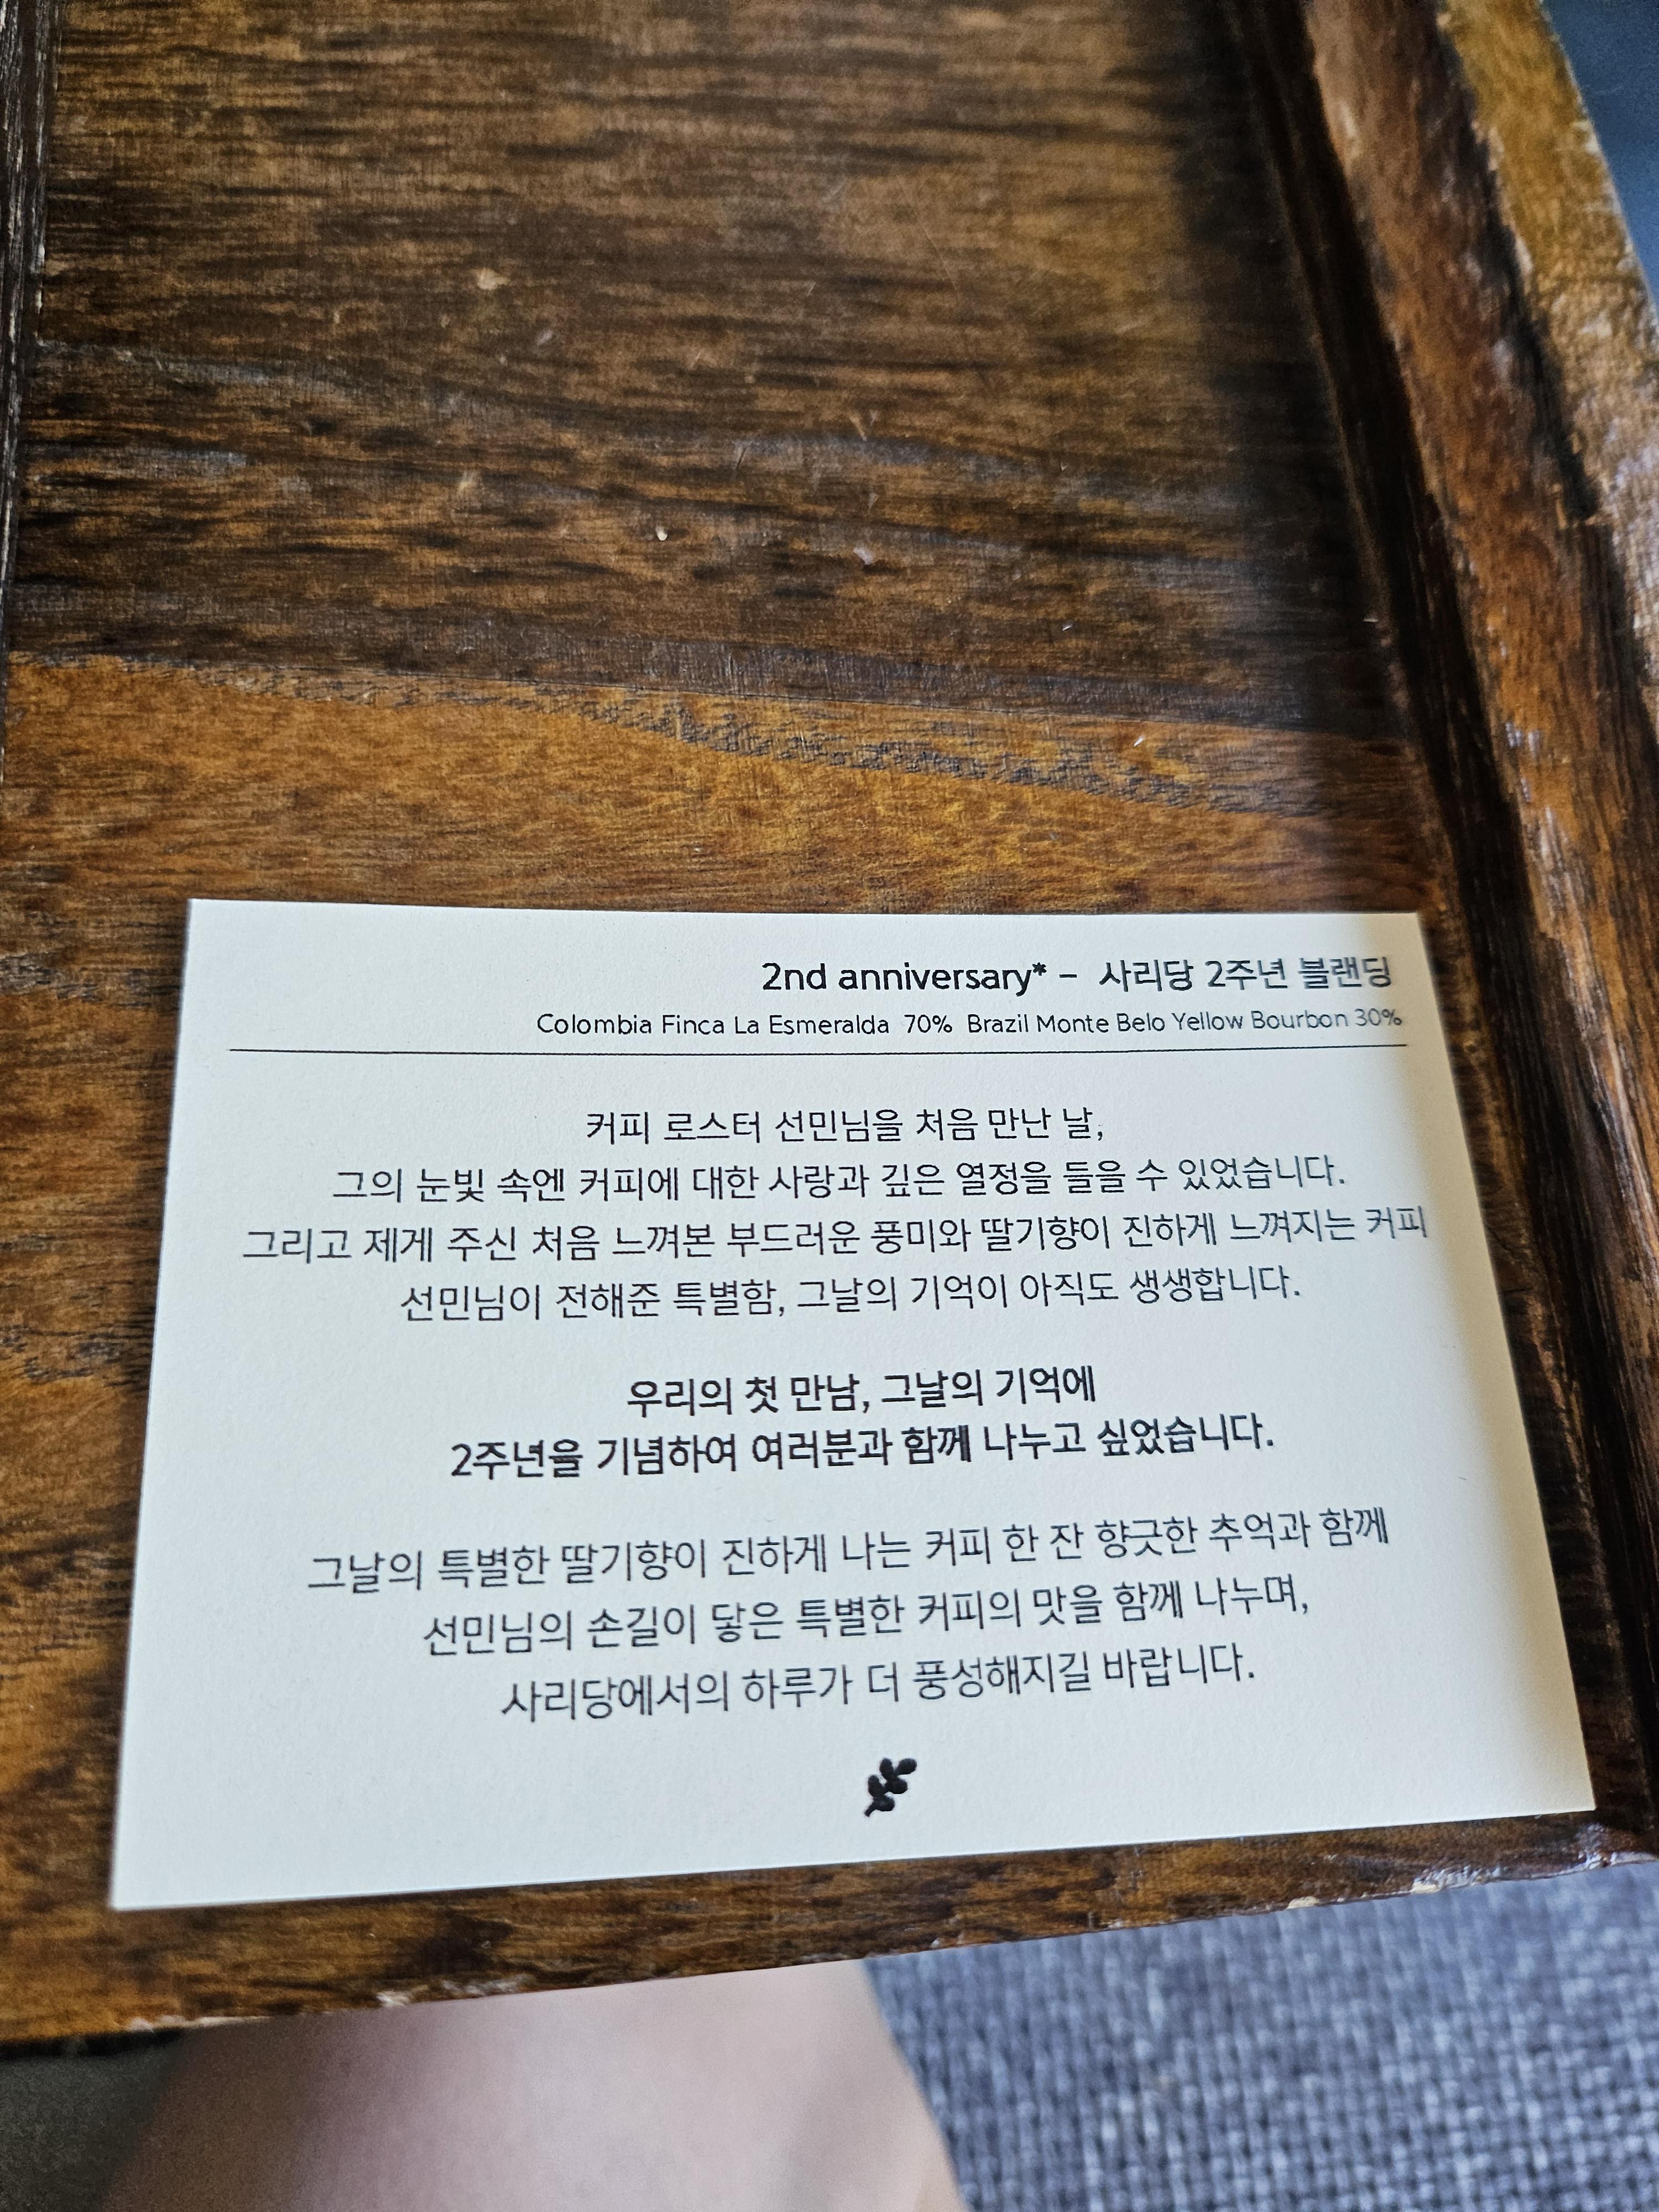 2nd anniversary* – 사리당 2주년 블랜딩
Colombia Finca La Esmeralda 70% Brazil Monte Belo Yellow Bourbon 30%
커피 로스터 선민님을 처음 만난 날,
그의 눈빛 속엔 커피에 대한 사랑과 깊은 열정을 들을 수 있었습니다.
그리고 제게 주신 처음 느껴본 부드러운 풍미와 딸기향이 진하게 느껴지는 커피
선민님이 전해준 특별함, 그날의 기억이 아직도 생생합니다.
우리의 첫 만남, 그날의 기억에
2주년을 기념하여 여러분과 함께 나누고 싶었습니다.
그날의 특별한 딸기향이 진하게 나는 커피 한 잔 향긋한 추억과 함께
선민님의 손길이 닿은 특별한 커피의 맛을 함께 나누며,
사리당에서의 하루가 더 풍성해지길 바랍니다.